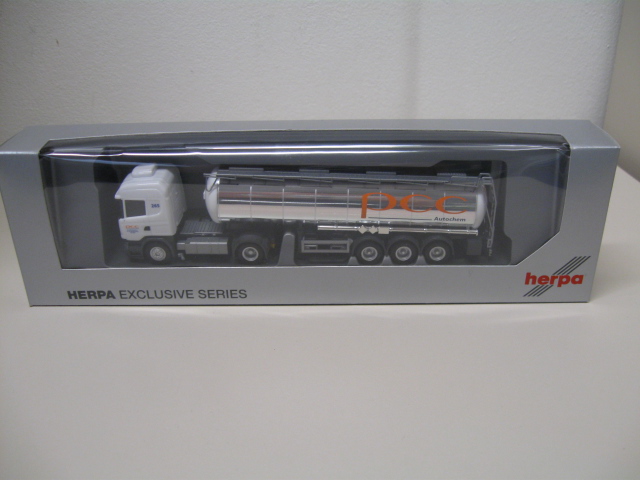 pcc
Autochem
herpa
HERPA EXCLUSIVE SERIES